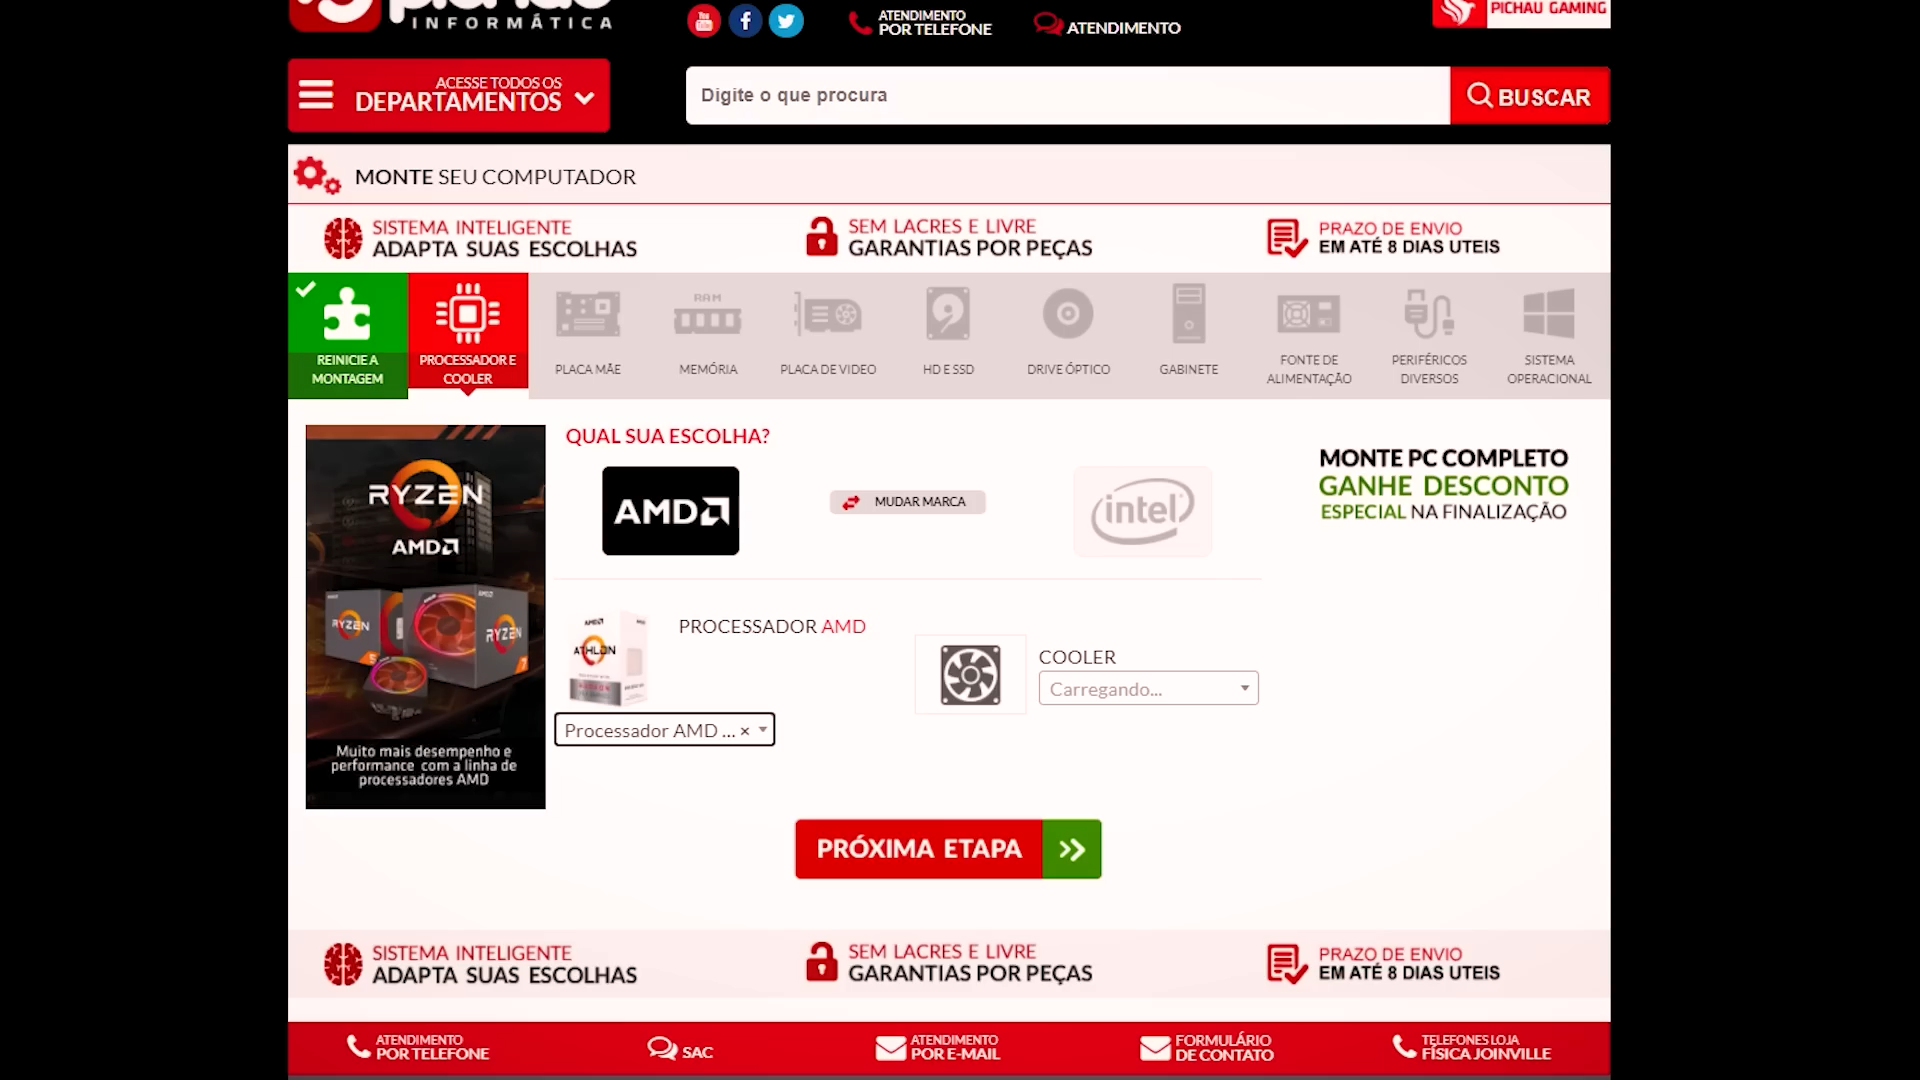 INFORMÁTICA
ATENDIMENTO
POR TELEFONE
ATENDIMENTO
PICHAU GAMING
ACESSE TODOS OS
DEPARTAMENTOS
Digite o que procura
BUSCAR
MONTE SEU COMPUTADOR
SISTEMA INTELIGENTE
ADAPTA SUAS ESCOLHAS
SEM LACRES E LIVRE
GARANTIAS POR PEÇAS
PRAZO DE ENVIO
EM ATÉ 8 DIAS UTEIS
REINICIE A
MONTAGEM
PROCESSADOR E
COOLER
PLACA MÃE
RAM
MEMÓRIA
PLACA DE VIDEO
HD E SSD
DRIVE ÓPTICO
GABINETE
FONTE DE
ALIMENTAÇÃO
PERIFÉRICOS
DIVERSOS
SISTEMA
OPERACIONAL
RYZEN
AMD
RYZEN
RYZEN
5
7
Muito mais desempenho e
performance com a linha de
processadores AMD
QUAL SUA ESCOLHA?
AMD
MUDAR MARCA
intel
MONTE PC COMPLETO
GANHE DESCONTO
ESPECIAL NA FINALIZAÇÃO
AMD
ATHLON
PROCESSADOR AMD
Processador AMD ... ×
COOLER
Carregando...
PRÓXIMA ETAPA
SISTEMA INTELIGENTE
ADAPTA SUAS ESCOLHAS
SEM LACRES E LIVRE
GARANTIAS POR PEÇAS
PRAZO DE ENVIO
EM ATÉ 8 DIAS UTEIS
ATENDIMENTO
POR TELEFONE
SAC
ATENDIMENTO
POR E-MAIL
FORMULÁRIO
DE CONTATO
TELEFONES LOJA
FÍSICA JOINVILLE